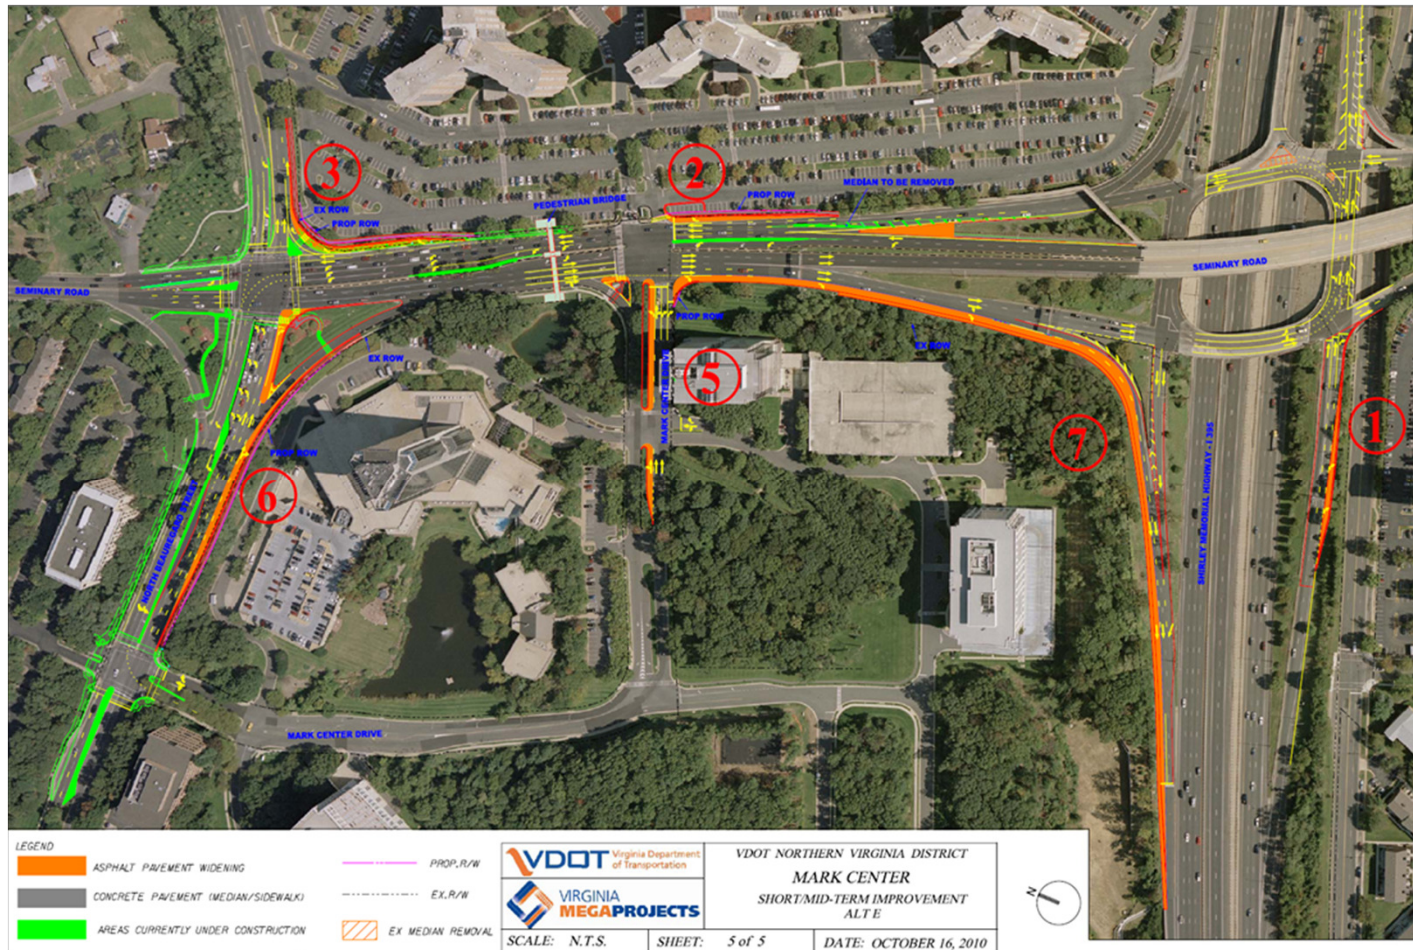 3
2
EX ROW
PROP ROW
PEDESTRIAN BRIDGE
PROP ROW
MEDIAN TO BE REMOVED
SEMINARY ROAD
SEMINARY ROAD
PROP ROW
EX ROW
EX ROW
MARK CENTER DRIVE
5
7
1
PROP ROW
6
NORTH BEAUREGARD STREET
SHIRLEY MEMORIAL HIGHWAY - I 395
MARK CENTER DRIVE
LEGEND
ASPHALT PAVEMENT WIDENING
CONCRETE PAVEMENT (MEDIAN/SIDEWALK)
AREAS CURRENTLY UNDER CONSTRUCTION
PROP.R/W
EX.R/W
EX MEDIAN REMOVAL
VDOT Virginia Department
of Transportation
VIRGINIA
MEGAPROJECTS
VDOT NORTHERN VIRGINIA DISTRICT
MARK CENTER
SHORT/MID-TERM IMPROVEMENT
ALT E
SCALE: N.T.S.
SHEET: 5 of 5
DATE: OCTOBER 16, 2010
N